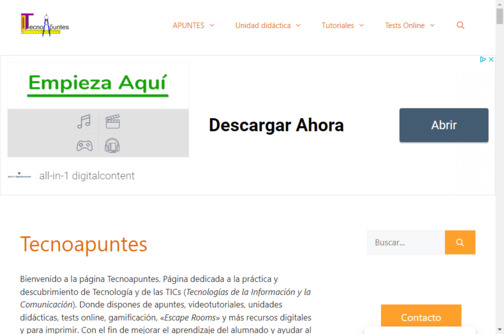 TecnoApuntes
APUNTES
Unidad didáctica
Tutoriales
Tests Online
Empieza Aquí
Descargar Ahora
Abrir
all-in-1 digitalcontent
Tecnoapuntes
Buscar...
Bienvenido a la página Tecnoapuntes. Página dedicada a la práctica y
descubrimiento de Tecnología y de las TICs (Tecnologías de la Información y la
Comunicación). Donde dispones de apuntes, videotutoriales, unidades
didácticas, tests online, gamificación, «Escape Rooms» y más recursos digitales
y para imprimir. Con el fin de mejorar el aprendizaje del alumnado y ayudar al
Contacto